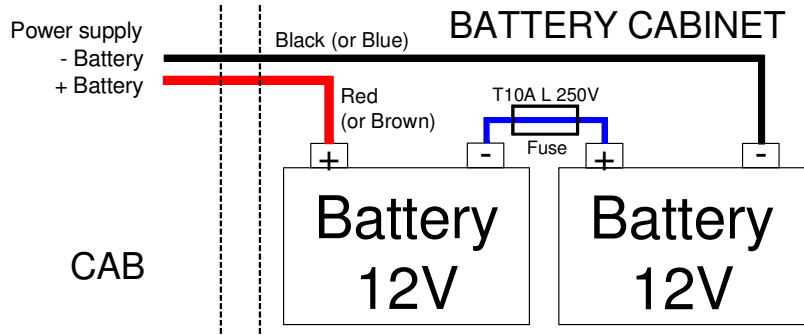 BATTERY CABINET
Power supply
- Battery
+ Battery
Black (or Blue)
Red
(or Brown)
T10A L 250V
Fuse
+
-
+
-
Battery
12V
Battery
12V
CAB